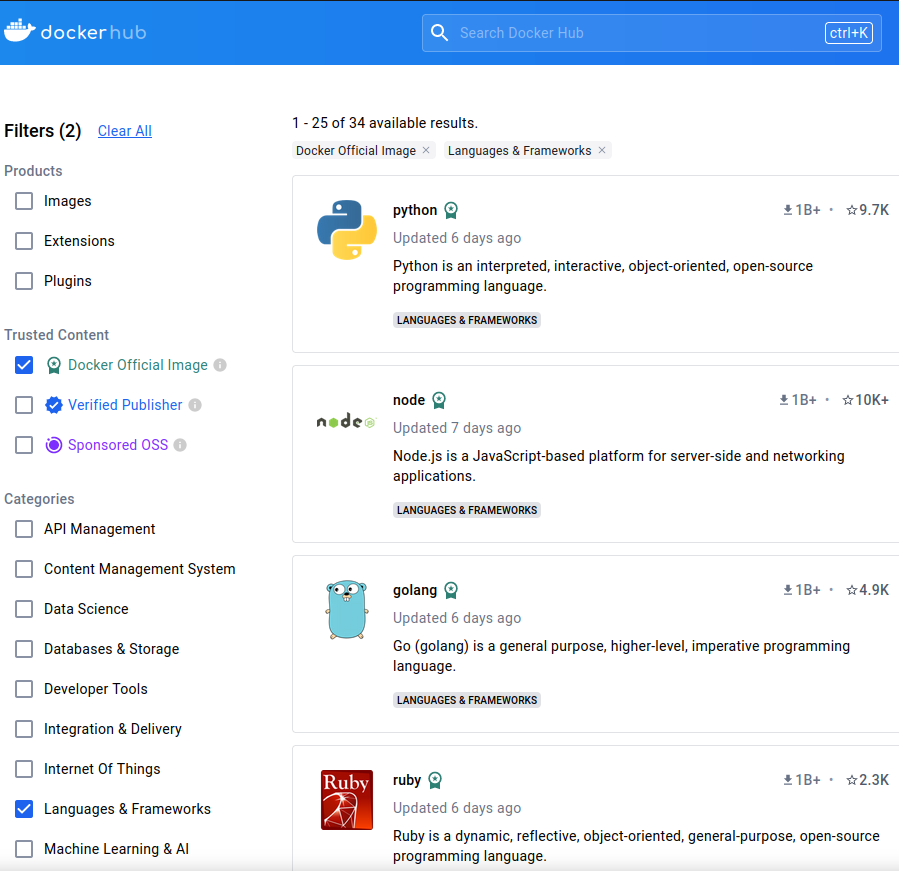 dockerhub
Search Docker Hub
ctrl+K
Filters (2) Clear All
Products
Images
Extensions
Plugins
Trusted Content
Docker Official Image
Verified Publisher
Sponsored OSS
Categories
API Management
Content Management System
Data Science
Databases & Storage
Developer Tools
Integration & Delivery
Internet Of Things
Languages & Frameworks
Machine Learning & AI
1 - 25 of 34 available results.
Docker Official Image × Languages & Frameworks ×
python 1B+ • 9.7K
Updated 6 days ago
Python is an interpreted, interactive, object-oriented, open-source
programming language.
LANGUAGES & FRAMEWORKS
node
node 1B+ • 10K+
Updated 7 days ago
Node.js is a JavaScript-based platform for server-side and networking
applications.
LANGUAGES & FRAMEWORKS
golang 1B+ • 4.9K
Updated 6 days ago
Go (golang) is a general purpose, higher-level, imperative programming
language.
LANGUAGES & FRAMEWORKS
Ruby
ruby 1B+ • 2.3K
Updated 6 days ago
Ruby is a dynamic, reflective, object-oriented, general-purpose, open-source
programming language.